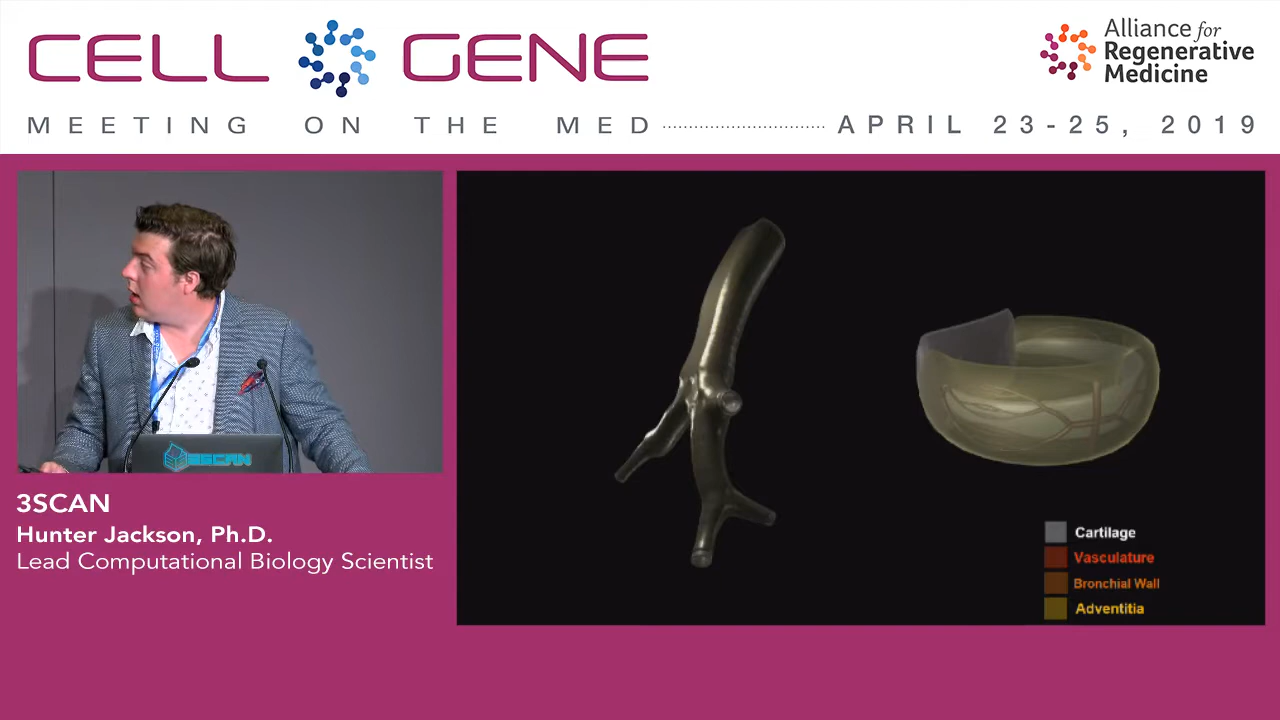 CELL GENE
Alliance for
Regenerative
Medicine
MEETING ON THE MED APRIL 23-25, 2019
3SCAN
3SCAN
Hunter Jackson, Ph.D.
Lead Computational Biology Scientist
Cartilage
Vasculature
Bronchial Wall
Adventitia